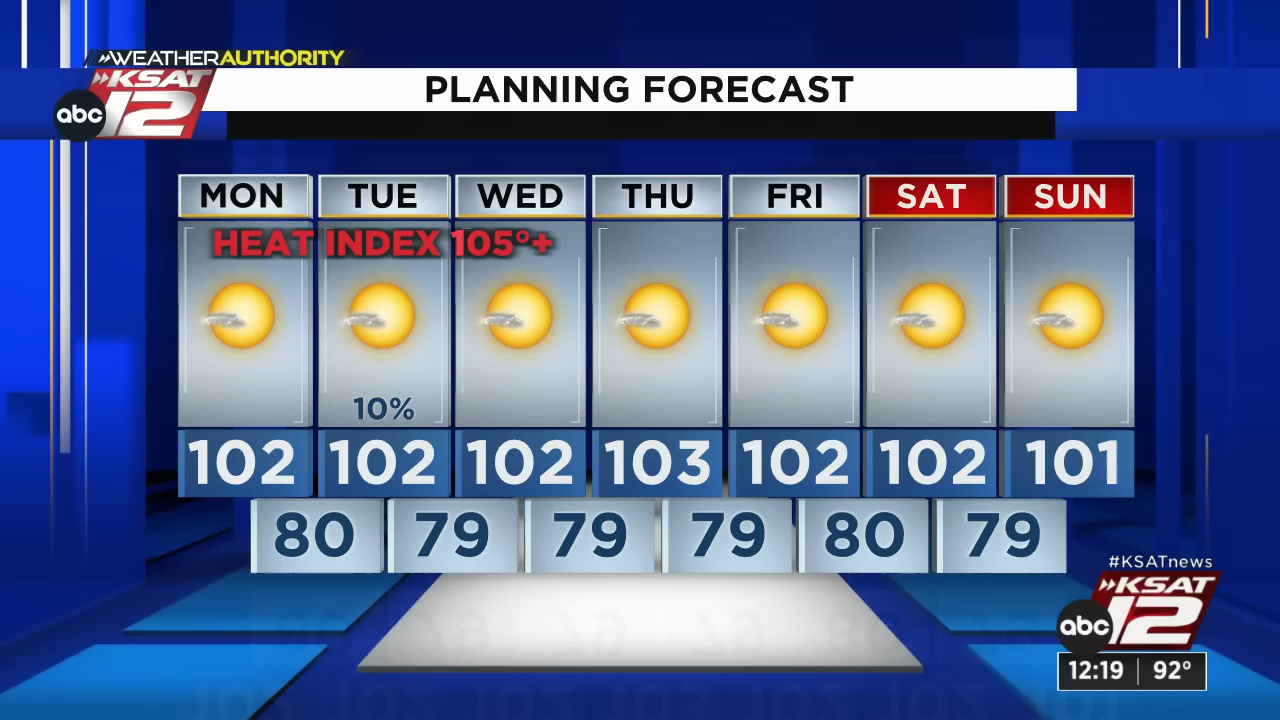 WEATHERAUTHORITY
KSAT
abc 12
PLANNING FORECAST
MON TUE WED THU FRI SAT SUN
HEAT INDEX 105°+
10%
102 102 102 103 102 102 101
80 79 79 79 80 79
#KSATnews
KSAT
abc 12
12:19 92°